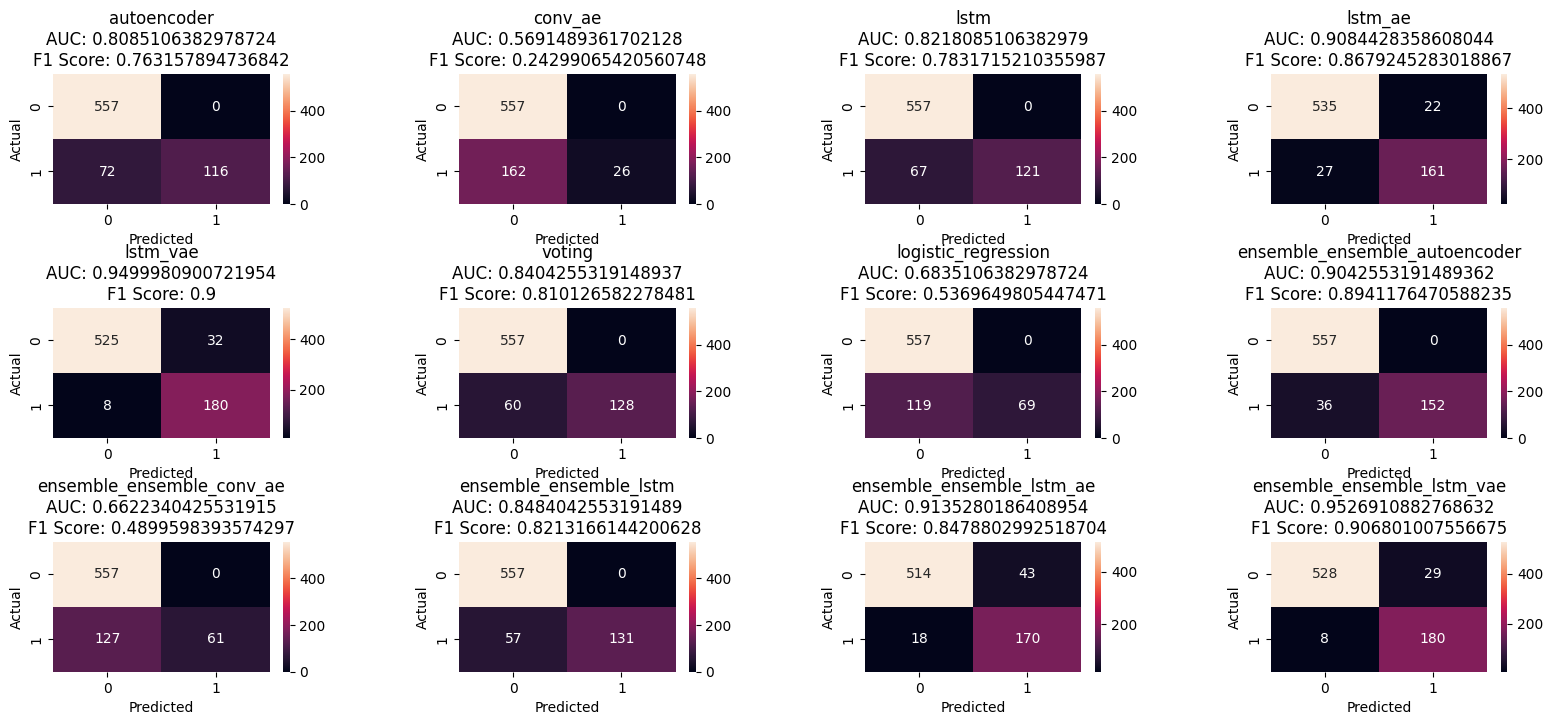 autoencoder
AUC: 0.8085106382978724
F1 Score: 0.763157894736842
Actual
0
1
557
0
72
116
0
1
Predicted
400
200
0
conv_ae
AUC: 0.5691489361702128
F1 Score: 0.24299065420560748
Actual
0
1
557
0
162
26
0
1
Predicted
400
200
0
lstm
AUC: 0.8218085106382979
F1 Score: 0.7831715210355987
Actual
0
1
557
0
67
121
0
1
Predicted
400
200
0
lstm_ae
AUC: 0.9084428358608044
F1 Score: 0.8679245283018867
Actual
0
1
535
22
27
161
0
1
Predicted
400
200
lstm_vae
AUC: 0.9499980900721954
F1 Score: 0.9
Actual
0
1
525
32
8
180
0
1
Predicted
400
200
voting
AUC: 0.8404255319148937
F1 Score: 0.810126582278481
Actual
0
1
557
0
60
128
0
1
Predicted
400
200
0
logistic_regression
AUC: 0.6835106382978724
F1 Score: 0.5369649805447471
Actual
0
1
557
0
119
69
0
1
Predicted
400
200
0
ensemble_ensemble_autoencoder
AUC: 0.9042553191489362
F1 Score: 0.8941176470588235
Actual
0
1
557
0
36
152
0
1
Predicted
400
200
0
ensemble_ensemble_conv_ae
AUC: 0.6622340425531915
F1 Score: 0.4899598393574297
Actual
0
1
557
0
127
61
0
1
Predicted
400
200
0
ensemble_ensemble_lstm
AUC: 0.8484042553191489
F1 Score: 0.8213166144200628
Actual
0
1
557
0
57
131
0
1
Predicted
400
200
0
ensemble_ensemble_lstm_ae
AUC: 0.9135280186408954
F1 Score: 0.8478802992518704
Actual
0
1
514
43
18
170
0
1
Predicted
400
200
ensemble_ensemble_lstm_vae
AUC: 0.9526910882768632
F1 Score: 0.906801007556675
Actual
0
1
528
29
8
180
0
1
Predicted
400
200